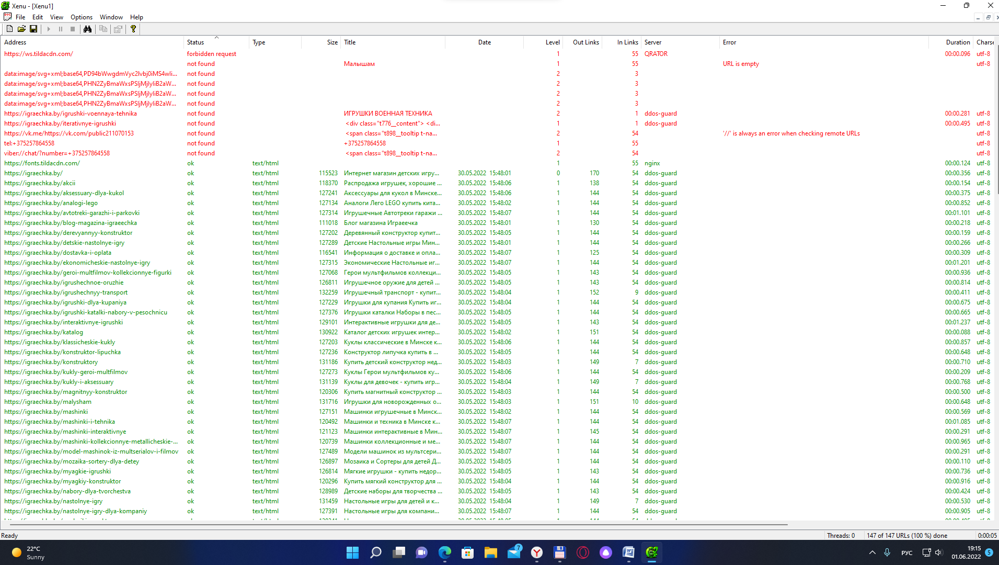 Xenu - [Xenu1]
File Edit View Options Window Help
Address Status Type Size Title Date Level Out Links In Links Server Error Duration Charse
https://ws.tildacdn.com/ forbidden request 1 55 QRATOR 00:00.096 utf-8
not found Малышам 1 55 URL is empty utf-8
data:image/svg+xml;base64,PD94bWwgdmVyc2lvbj0iMS4wIi... not found 2 3
data:image/svg+xml;base64,PHN2ZyBmaWxsPSIjMjIyIiB2aW... not found 2 3
data:image/svg+xml;base64,PHN2ZyBmaWxsPSIjMjIyIiB2aW... not found 2 3
data:image/svg+xml;base64,PHN2ZyBmaWxsPSIjMjIyIiB2aW... not found 2 3
https://igraechka.by/igrushki-voennaya-tehnika not found ИГРУШКИ ВОЕННАЯ ТЕХНИКА 2 1 ddos-guard 00:00.281 utf-8
https://igraechka.by/iterativnye-igrushki not found <div class="t776__content"> <di... 1 1 ddos-guard 00:00.495 utf-8
https://vk.me/https://vk.com/public211070153 not found <span class="t898__tooltip t-na... 2 54 '//' is always an error when checking remote URLs utf-8
tel:+375257864558 not found +375257864558 1 55 utf-8
viber://chat/?number=+375257864558 not found <span class="t898__tooltip t-na... 2 54 utf-8
https://fonts.tildacdn.com/ ok text/html 1 55 nginx 00:00.124 utf-8
https://igraechka.by/ ok text/html 115523 Интернет магазин детских игру... 30.05.2022 15:48:01 0 170 54 ddos-guard 00:00.356 utf-8
https://igraechka.by/akcii ok text/html 118370 Распродажа игрушек, хорошие ... 30.05.2022 15:48:06 1 138 54 ddos-guard 00:00.154 utf-8
https://igraechka.by/aksessuary-dlya-kukol ok text/html 127241 Аксессуары для кукол в Минске... 30.05.2022 15:48:06 1 144 54 ddos-guard 00:00.375 utf-8
https://igraechka.by/analogi-lego ok text/html 127134 Аналоги Лего LEGO купить кита... 30.05.2022 15:48:02 1 144 54 ddos-guard 00:00.852 utf-8
https://igraechka.by/avtotreki-garazhi-i-parkovki ok text/html 127314 Игрушечные Автотреки гаражи ... 30.05.2022 15:48:07 1 144 54 ddos-guard 00:01.101 utf-8
https://igraechka.by/blog-magazina-igraeechka ok text/html 111018 Блог магазина Играеечка 30.05.2022 15:48:01 1 130 54 ddos-guard 00:00.218 utf-8
https://igraechka.by/derevyannyy-konstruktor ok text/html 127202 Деревянный конструктор купит... 30.05.2022 15:48:05 1 144 54 ddos-guard 00:00.159 utf-8
https://igraechka.by/detskie-nastolnye-igry ok text/html 127289 Детские Настольные игры Мин... 30.05.2022 15:48:01 1 144 54 ddos-guard 00:00.266 utf-8
https://igraechka.by/dostavka-i-oplata ok text/html 116541 Информация о доставке и опла... 30.05.2022 15:48:07 1 125 54 ddos-guard 00:00.309 utf-8
https://igraechka.by/ekonomicheskie-nastolnye-igry ok text/html 127315 Экономические Настольные иг... 30.05.2022 15:48:07 1 144 54 ddos-guard 00:01.201 utf-8
https://igraechka.by/geroi-multfilmov-kollekcionnye-figurki ok text/html 127068 Герои мультфильмов коллекци... 30.05.2022 15:48:05 1 143 54 ddos-guard 00:00.936 utf-8
https://igraechka.by/igrushechnoe-oruzhie ok text/html 126811 Игрушечное оружие для детей ... 30.05.2022 15:48:05 1 143 54 ddos-guard 00:00.814 utf-8
https://igraechka.by/igrushechnyy-transport ok text/html 132259 Игрушечный транспорт - купит... 30.05.2022 15:48:04 1 152 9 ddos-guard 00:00.411 utf-8
https://igraechka.by/igrushki-dlya-kupaniya ok text/html 127229 Игрушки для купания Купить иг... 30.05.2022 15:48:04 1 144 54 ddos-guard 00:00.675 utf-8
https://igraechka.by/igrushki-katalki-nabory-v-pesochnicu ok text/html 127376 Игрушки каталки Наборы в пес... 30.05.2022 15:48:05 1 144 54 ddos-guard 00:00.665 utf-8
https://igraechka.by/interaktivnye-igrushki ok text/html 129101 Интерактивные игрушки для де... 30.05.2022 15:48:05 1 143 54 ddos-guard 00:01.237 utf-8
https://igraechka.by/katalog ok text/html 130922 Каталог детских игрушек интер... 30.05.2022 15:48:02 1 151 54 ddos-guard 00:00.088 utf-8
https://igraechka.by/klassicheskie-kukly ok text/html 127203 Куклы классические в Минске к... 30.05.2022 15:48:06 1 144 54 ddos-guard 00:00.857 utf-8
https://igraechka.by/konstruktor-lipuchka ok text/html 127236 Конструктор липучка купить в ... 30.05.2022 15:48:05 1 144 54 ddos-guard 00:00.648 utf-8
https://igraechka.by/konstruktory ok text/html 131186 Купить детский конструктор нед... 30.05.2022 15:48:03 1 149 7 ddos-guard 00:00.710 utf-8
https://igraechka.by/kukly-geroi-multfilmov ok text/html 127273 Куклы Герои мультфильмов ку... 30.05.2022 15:48:06 1 144 54 ddos-guard 00:00.209 utf-8
https://igraechka.by/kukly-i-aksessuary ok text/html 131139 Куклы для девочек - купить игр... 30.05.2022 15:48:04 1 149 7 ddos-guard 00:00.768 utf-8
https://igraechka.by/magnitnyy-konstruktor ok text/html 120306 Купить магнитный конструктор ... 30.05.2022 15:48:03 1 144 54 ddos-guard 00:00.500 utf-8
https://igraechka.by/malysham ok text/html 131716 Игрушки для новорожденных о... 30.05.2022 15:48:03 1 151 10 ddos-guard 00:00.648 utf-8
https://igraechka.by/mashinki ok text/html 127151 Машинки игрушечные в Минск... 30.05.2022 15:48:02 1 144 54 ddos-guard 00:00.569 utf-8
https://igraechka.by/mashinki-i-tehnika ok text/html 120492 Машинки и техника в Минске к... 30.05.2022 15:48:07 1 144 54 ddos-guard 00:01.085 utf-8
https://igraechka.by/mashinki-interaktivnye ok text/html 121123 Машинки интерактивные в Мин... 30.05.2022 15:48:07 1 145 54 ddos-guard 00:00.291 utf-8
https://igraechka.by/mashinki-kollekcionnye-metallicheskie-... ok text/html 120739 Машинки коллекционные и ме... 30.05.2022 15:48:07 1 144 54 ddos-guard 00:00.965 utf-8
https://igraechka.by/model-mashinok-iz-multserialov-i-filmov ok text/html 127489 Модели машинок из мультсери... 30.05.2022 15:48:07 1 144 54 ddos-guard 00:00.291 utf-8
https://igraechka.by/mozaika-sortery-dlya-detey ok text/html 126897 Мозаика и Сортеры для детей Д... 30.05.2022 15:48:05 1 144 54 ddos-guard 00:00.110 utf-8
https://igraechka.by/myagkie-igrushki ok text/html 126814 Мягкие игрушки - купить недор... 30.05.2022 15:48:05 1 143 54 ddos-guard 00:00.736 utf-8
https://igraechka.by/myagkiy-konstruktor ok text/html 120296 Купить мягкий конструктор для ... 30.05.2022 15:48:04 1 144 54 ddos-guard 00:00.916 utf-8
https://igraechka.by/nabory-dlya-tvorchestva ok text/html 128989 Детские наборы для творчества ... 30.05.2022 15:48:05 1 143 54 ddos-guard 00:00.424 utf-8
https://igraechka.by/nastolnye-igry ok text/html 131459 Настольные игры для детей и к... 30.05.2022 15:48:04 1 149 7 ddos-guard 00:00.530 utf-8
https://igraechka.by/nastolnye-igry-dlya-kompaniy ok text/html 127391 Настольные игры для компани... 30.05.2022 15:48:07 1 144 54 ddos-guard 00:00.905 utf-8
Ready Threads: 0 147 of 147 URLs (100 %) done 0:00:05
22°C
Sunny
7
РУС
19:15
01.06.2022
5